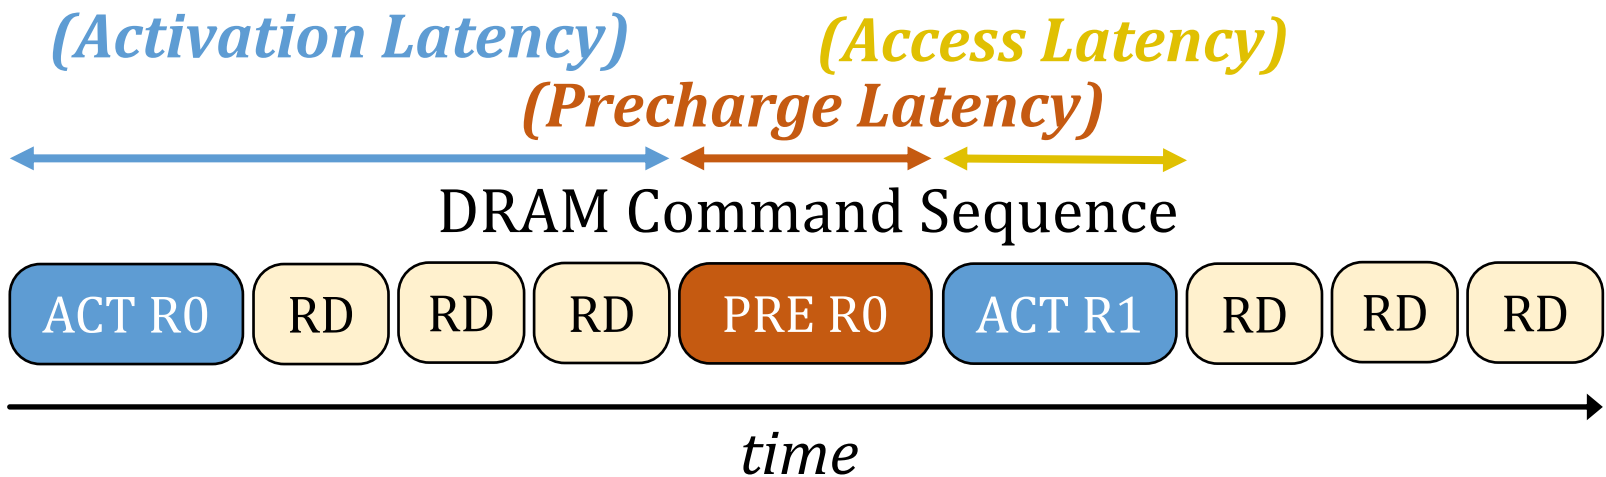 (Activation Latency)
(Access Latency)
(Precharge Latency)
DRAM Command Sequence
ACT R0 RD RD RD PRE R0 ACT R1 RD RD RD
time